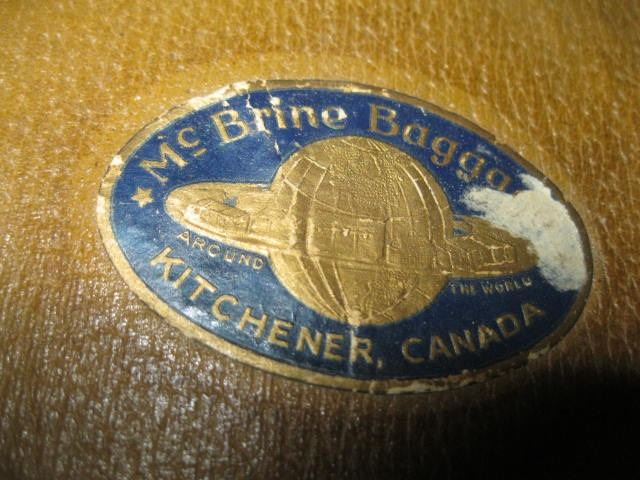 Mc Brine Bagga
AROUND THE WORLD
KITCHENER, CANADA